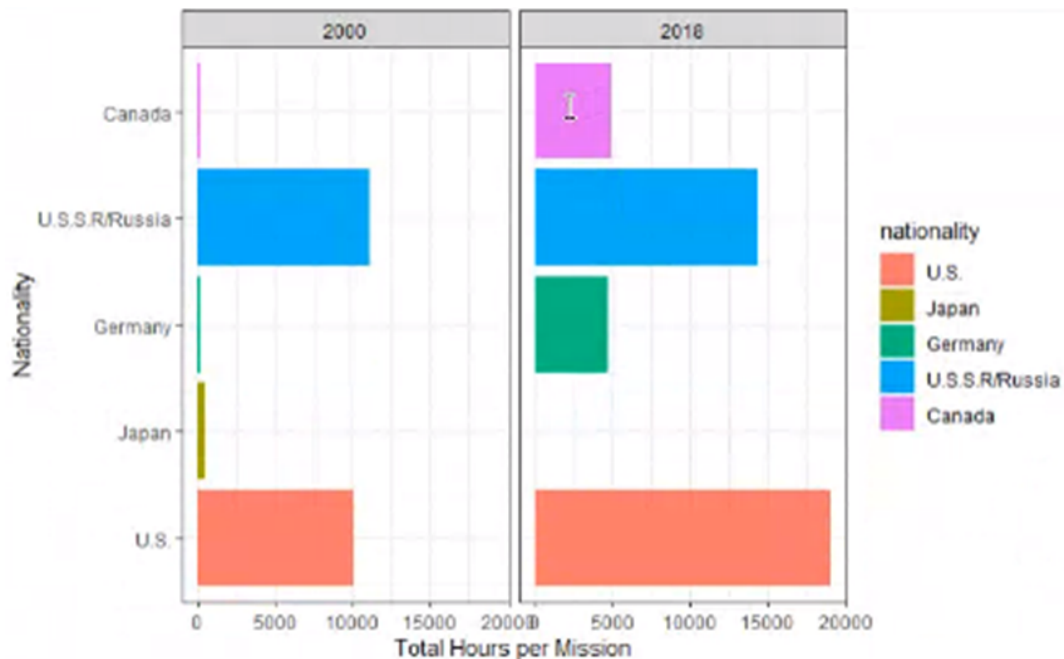 2000
2018
Nationality
Canada
U.S.S.R/Russia
Germany
Japan
U.S.
0 5000 10000 15000 20000
0 5000 10000 15000 20000
Total Hours per Mission
nationality
U.S.
Japan
Germany
U.S.S.R/Russia
Canada